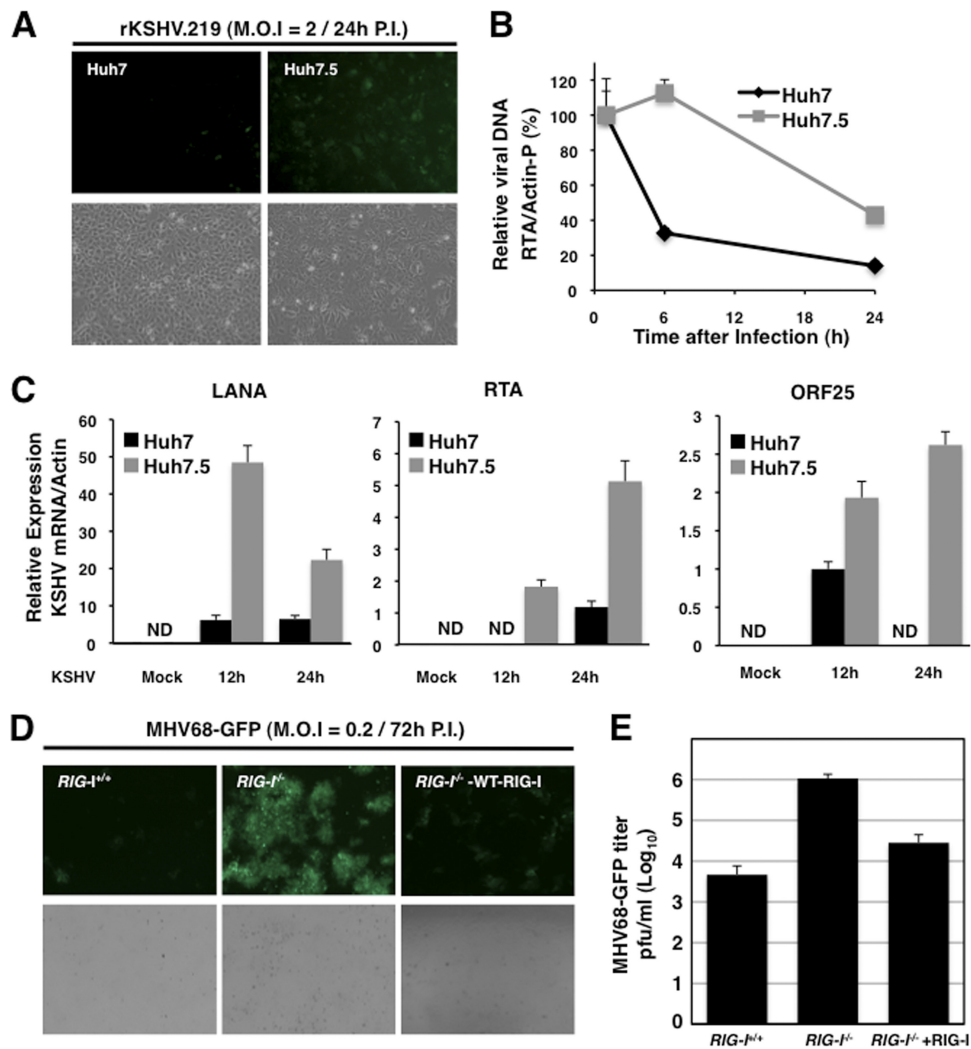 A
rKSHV.219 (M.O.I = 2 / 24h P.I.)
Huh7
Huh7.5
B
Relative viral DNA
RTA/Actin-P (%)
120
100
80
60
40
20
0
Huh7
Huh7.5
0 6 12 18 24
Time after Infection (h)
C
Relative Expression
KSHV mRNA/Actin
LANA
60
50
40
30
20
10
0
Huh7
Huh7.5
ND
KSHV Mock 12h 24h
RTA
7
6
5
4
3
2
1
0
Huh7
Huh7.5
ND ND
Mock 12h 24h
ORF25
3
2.5
2
1.5
1
0.5
0
Huh7
Huh7.5
ND ND
Mock 12h 24h
D
MHV68-GFP (M.O.I = 0.2 / 72h P.I.)
RIG-I+/+
RIG-I-/-
RIG-I-/- -WT-RIG-I
E
MHV68-GFP titer
pfu/ml (Log10)
6
5
4
3
2
1
0
RIG-I+/+ RIG-I-/- RIG-I-/- +RIG-I